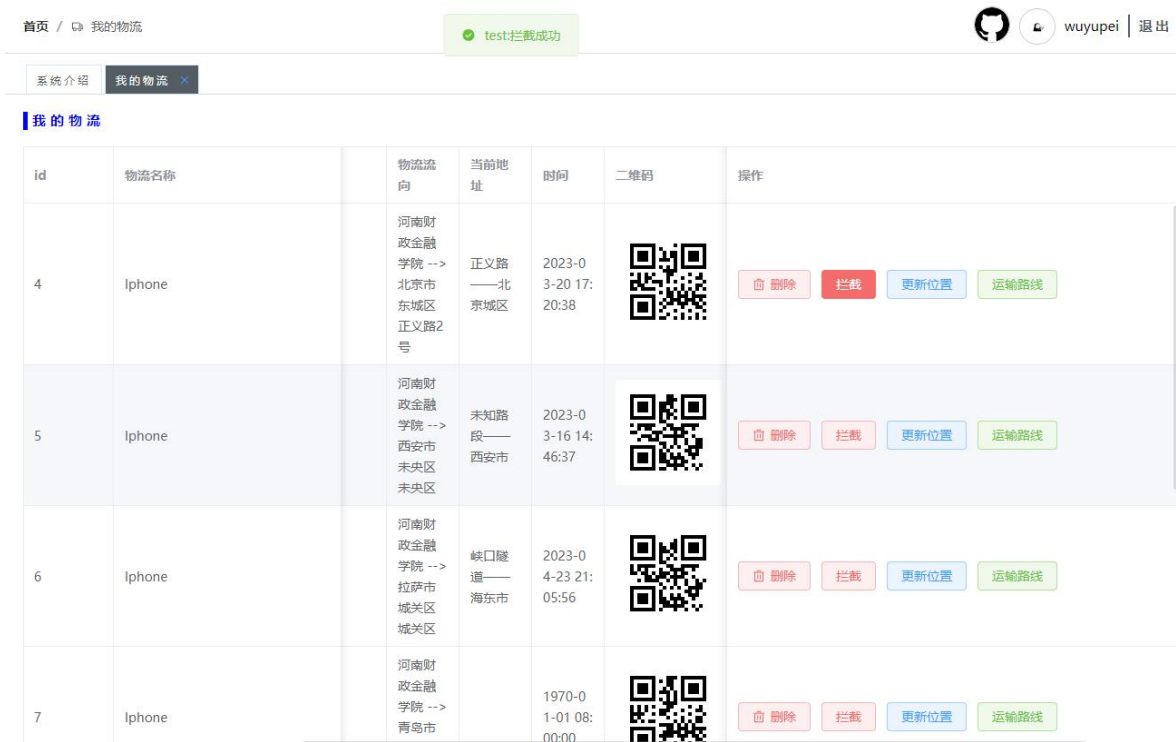 首页 / 我的物流
test:拦截成功
wuyupei
退出
系统介绍
我的物流 ×
我的物流
id
物流名称
物流流
向
当前地
址
时间
二维码
操作
4
Iphone
河南财
政金融
学院 -->
北京市
东城区
正义路2
号
正义路
——北
京城区
2023-0
3-20 17:
20:38
删除
拦截
更新位置
运输路线
5
Iphone
河南财
政金融
学院 -->
西安市
未央区
未央区
未知路
段——
西安市
2023-0
3-16 14:
46:37
删除
拦截
更新位置
运输路线
6
Iphone
河南财
政金融
学院 -->
拉萨市
城关区
城关区
峡口隧
道——
海东市
2023-0
4-23 21:
05:56
删除
拦截
更新位置
运输路线
7
Iphone
河南财
政金融
学院 -->
青岛市
1970-0
1-01 08:
00:00
删除
拦截
更新位置
运输路线